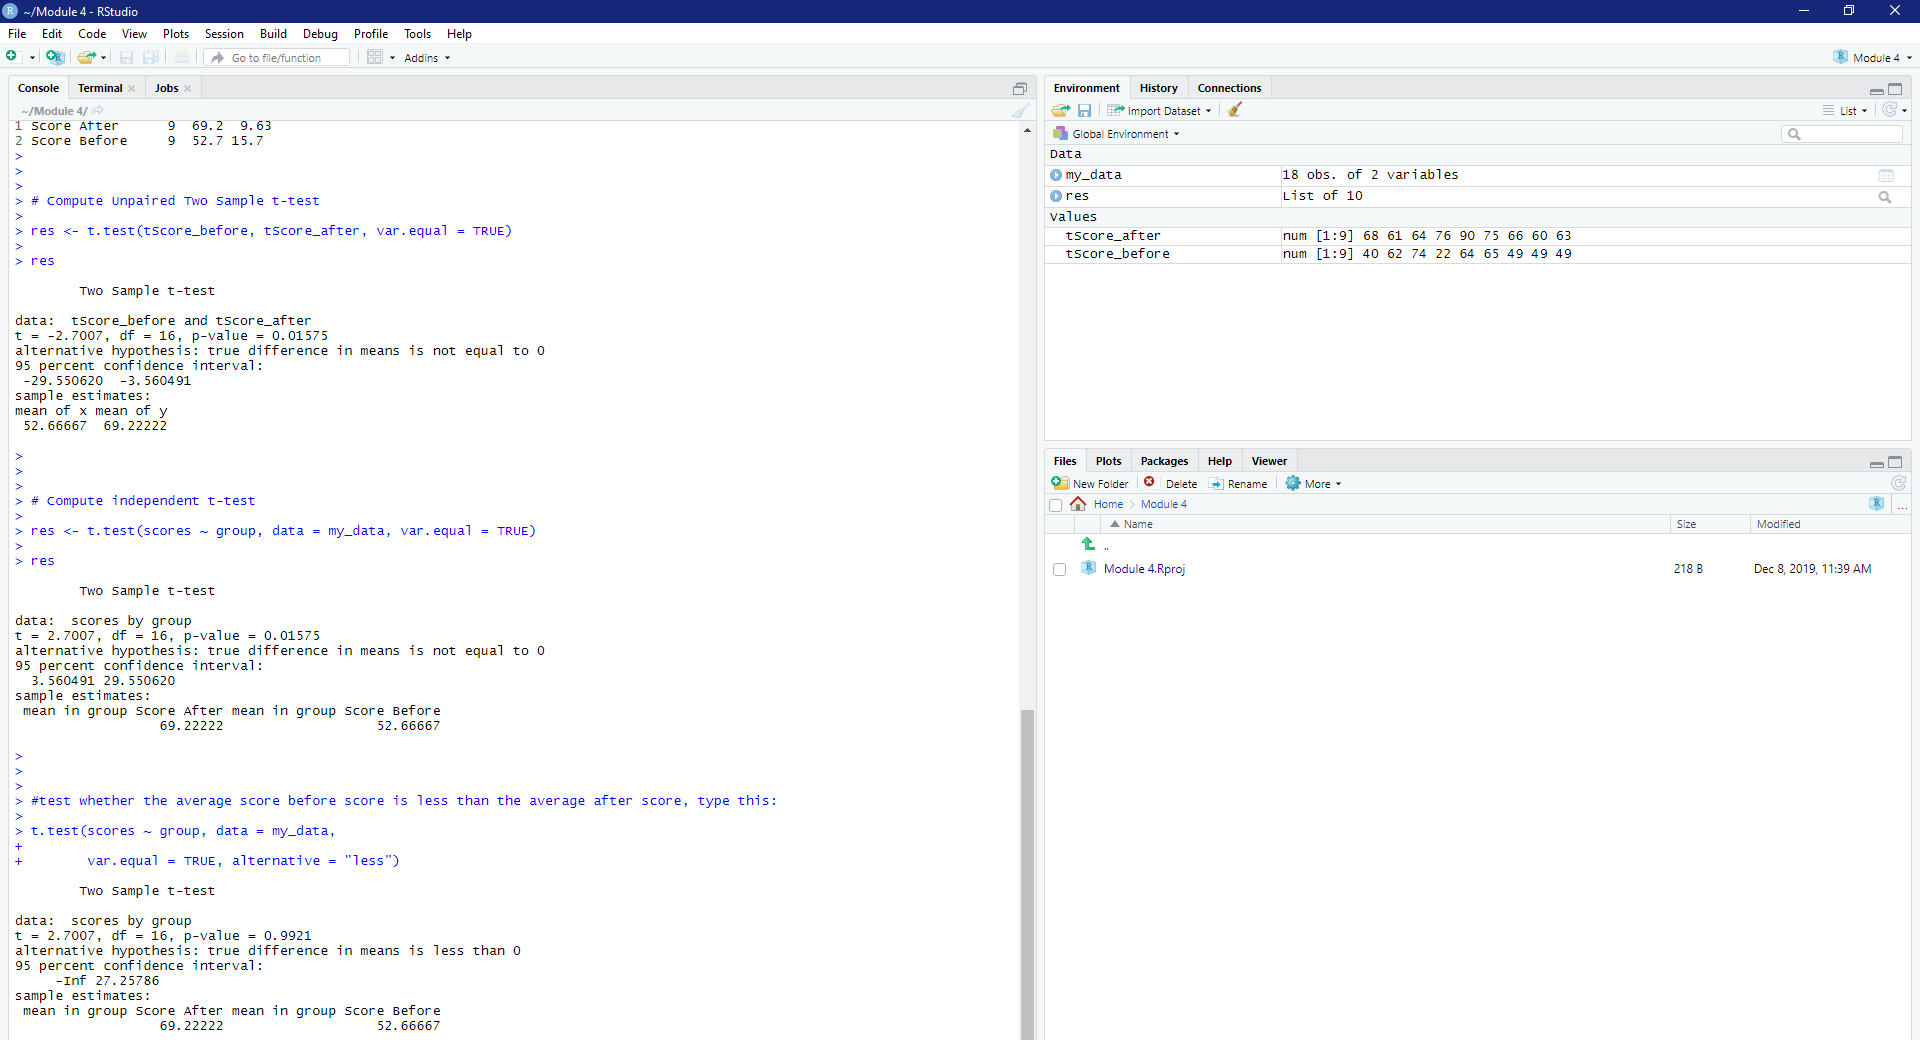 ~/Module 4 - RStudio
File Edit Code View Plots Session Build Debug Profile Tools Help
Go to file/function Addins Module 4
Console Terminal Jobs
~/Module 4/
1 Score After 9 69.2 9.63
2 Score Before 9 52.7 15.7
>
>
>
> # Compute Unpaired Two Sample t-test
>
> res <- t.test(tScore_before, tScore_after, var.equal = TRUE)
>
> res
Two Sample t-test
data: tScore_before and tScore_after
t = -2.7007, df = 16, p-value = 0.01575
alternative hypothesis: true difference in means is not equal to 0
95 percent confidence interval:
-29.550620 -3.560491
sample estimates:
mean of x mean of y
52.66667 69.22222
>
>
>
> # Compute independent t-test
>
> res <- t.test(scores ~ group, data = my_data, var.equal = TRUE)
>
> res
Two Sample t-test
data: scores by group
t = 2.7007, df = 16, p-value = 0.01575
alternative hypothesis: true difference in means is not equal to 0
95 percent confidence interval:
3.560491 29.550620
sample estimates:
mean in group Score After mean in group Score Before
69.22222 52.66667
>
>
>
> #test whether the average score before score is less than the average after score, type this:
>
> t.test(scores ~ group, data = my_data,
+
+ var.equal = TRUE, alternative = "less")
Two Sample t-test
data: scores by group
t = 2.7007, df = 16, p-value = 0.9921
alternative hypothesis: true difference in means is less than 0
95 percent confidence interval:
-Inf 27.25786
sample estimates:
mean in group Score After mean in group Score Before
69.22222 52.66667
Environment History Connections
Import Dataset List
Global Environment
Data
my_data 18 obs. of 2 variables
res List of 10
Values
tScore_after num [1:9] 68 61 64 76 90 75 66 60 63
tScore_before num [1:9] 40 62 74 22 64 65 49 49 49
Files Plots Packages Help Viewer
New Folder Delete Rename More
Home Module 4 ...
Name Size Modified
..
Module 4.Rproj 218 B Dec 8, 2019, 11:39 AM